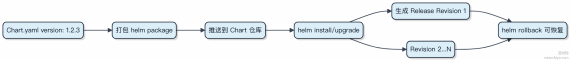 Chart.yaml version: 1.2.3
打包 helm package
推送到 Chart 仓库
helm install/upgrade
生成 Release Revision 1
Revision 2...N
helm rollback 可恢复